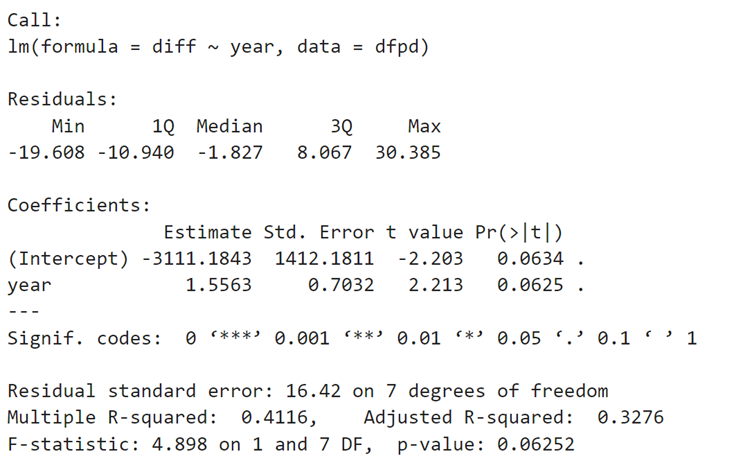 Call:
lm(formula = diff ~ year, data = dfpd)
Residuals:
    Min      1Q  Median      3Q     Max
-19.608 -10.940  -1.827   8.067  30.385
Coefficients:
              Estimate Std. Error t value Pr(>|t|)
(Intercept) -3111.1843  1412.1811  -2.203   0.0634 .
year            1.5563     0.7032   2.213   0.0625 .
---
Signif. codes:  0 ‘***’ 0.001 ‘**’ 0.01 ‘*’ 0.05 ‘.’ 0.1 ‘ ’ 1
Residual standard error: 16.42 on 7 degrees of freedom
Multiple R-squared:  0.4116,    Adjusted R-squared:  0.3276
F-statistic: 4.898 on 1 and 7 DF,  p-value: 0.06252